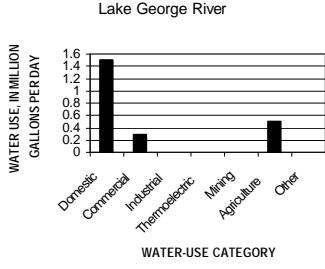 Lake George River
WATER USE, IN MILLION
GALLONS PER DAY
1.6
1.4
1.2
1
0.8
0.6
0.4
0.2
0
Domestic
Commercial
Industrial
Thermoelectric
Mining
Agriculture
Other
WATER-USE CATEGORY